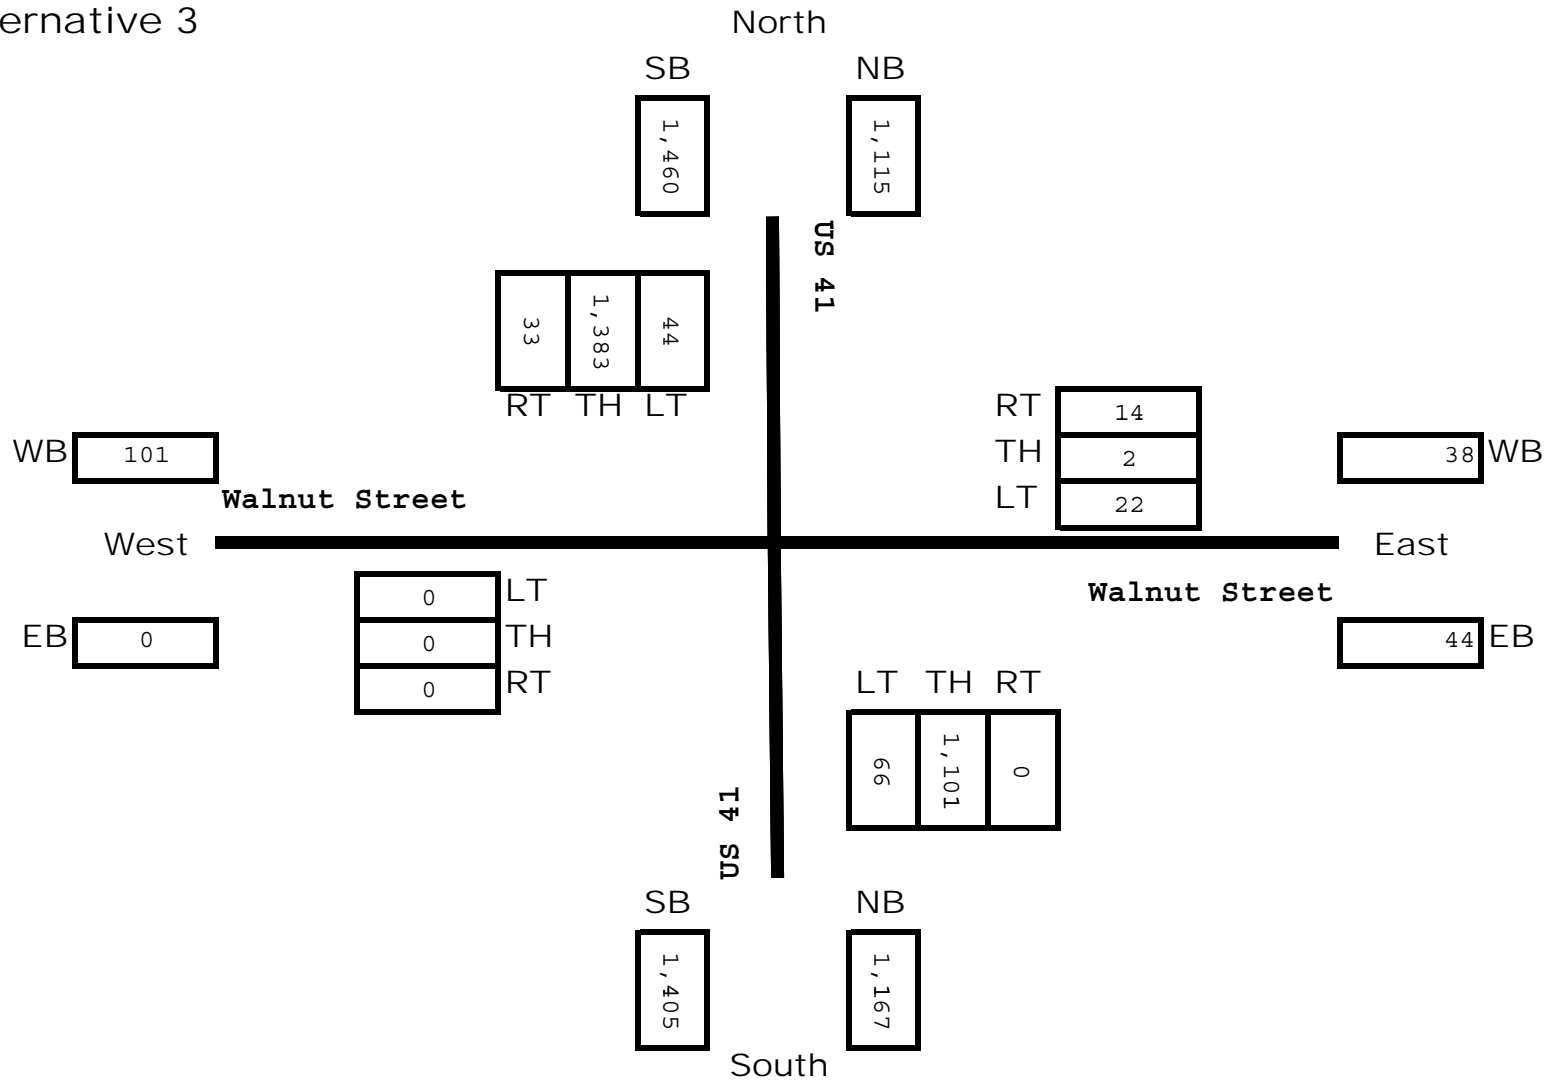 ernative 3
North
SB NB
1,460 1,115
US 41
33 1,383 44
RT TH LT
RT 14
TH 2
LT 22
WB 101
38 WB
Walnut Street
West East
Walnut Street
0 LT
0 TH
0 RT
EB 0
44 EB
LT TH RT
66 1,101 0
US 41
SB NB
1,405 1,167
South